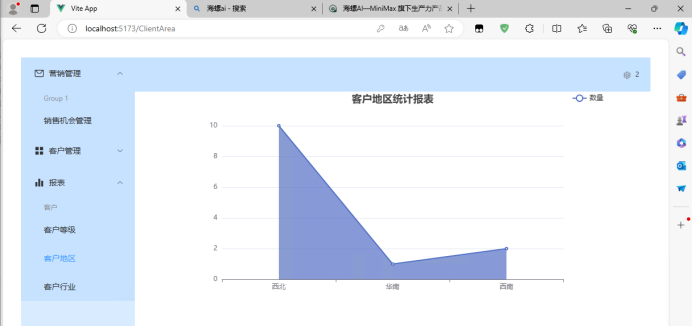 Vite App
海螺ai - 搜索
海螺AI—MiniMax 旗下生产力产品
localhost:5173/ClientArea
营销管理
2
Group 1
销售机会管理
客户管理
报表
客户
客户等级
客户地区
客户行业
客户地区统计报表
数量
10
8
6
4
2
0
西北
华南
西南